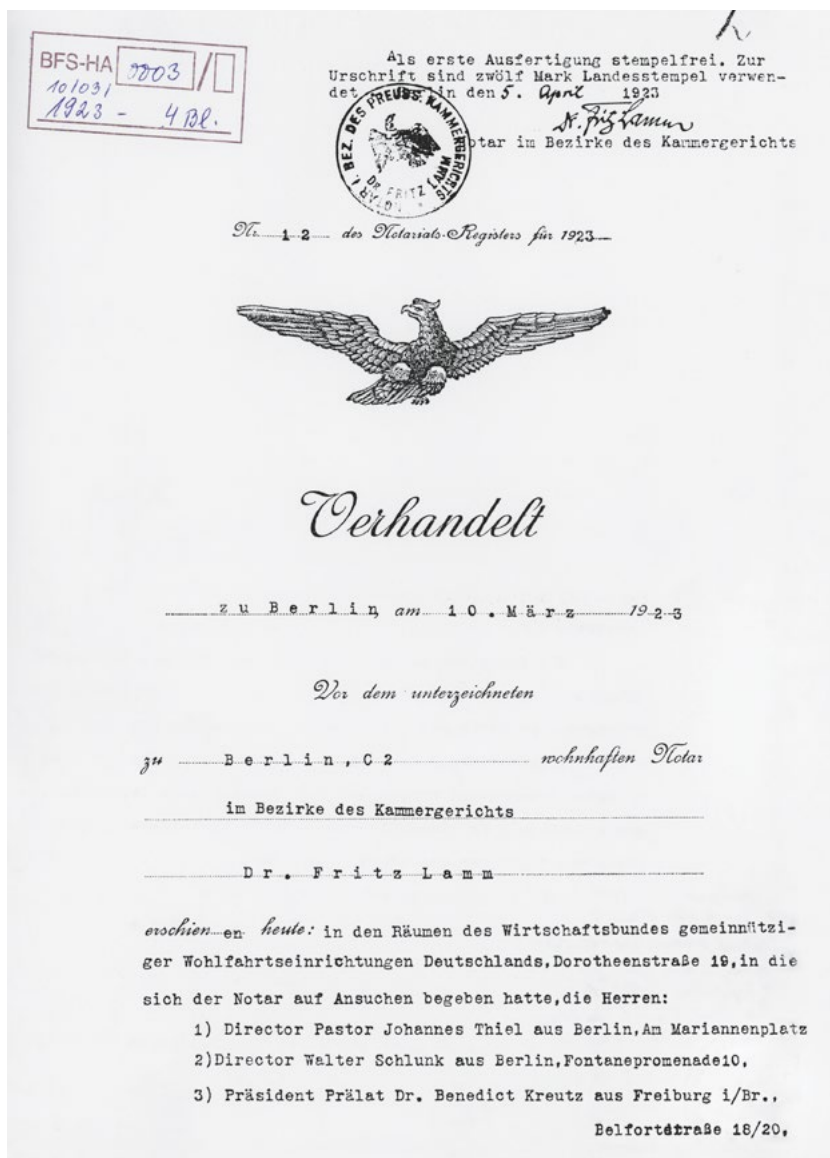 BFS-HA 0003
10/03/
1923 - 4 Bl.
Als erste Ausfertigung stempelfrei. Zur
Urschrift sind zwölf Mark Landesstempel verwen-
det in den 5. April 1923
Dr. Fritz Lamm
otar im Bezirke des Kammergerichts
NOTAR I. BEZ. DES PREUSS. KAMMERGERICHTS
DR. FRITZ LAMM
Nr. 12 des Notariats-Registers für 1923
Verhandelt
zu Berlin, am 10. März 1923
Vor dem unterzeichneten
zu Berlin, C 2 wohnhaften Notar
im Bezirke des Kammergerichts
Dr. Fritz Lamm
erschienen heute: in den Räumen des Wirtschaftsbundes gemeinnützi-
ger Wohlfahrtseinrichtungen Deutschlands,Dorotheenstraße 19,in die
sich der Notar auf Ansuchen begeben hatte,die Herren:
1) Director Pastor Johannes Thiel aus Berlin,Am Mariannenplatz
2)Director Walter Schlunk aus Berlin,Fontanepromenade10,
3) Präsident Prälat Dr. Benedict Kreutz aus Freiburg i/Br.,
Belfortstraße 18/20,